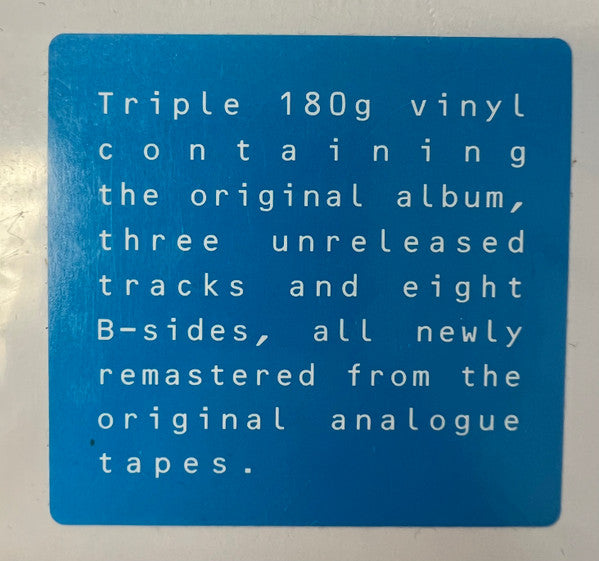 Triple 180g vinyl
containing
the original album,
three unreleased
tracks and eight
B-sides, all newly
remastered from the
original analogue
tapes.